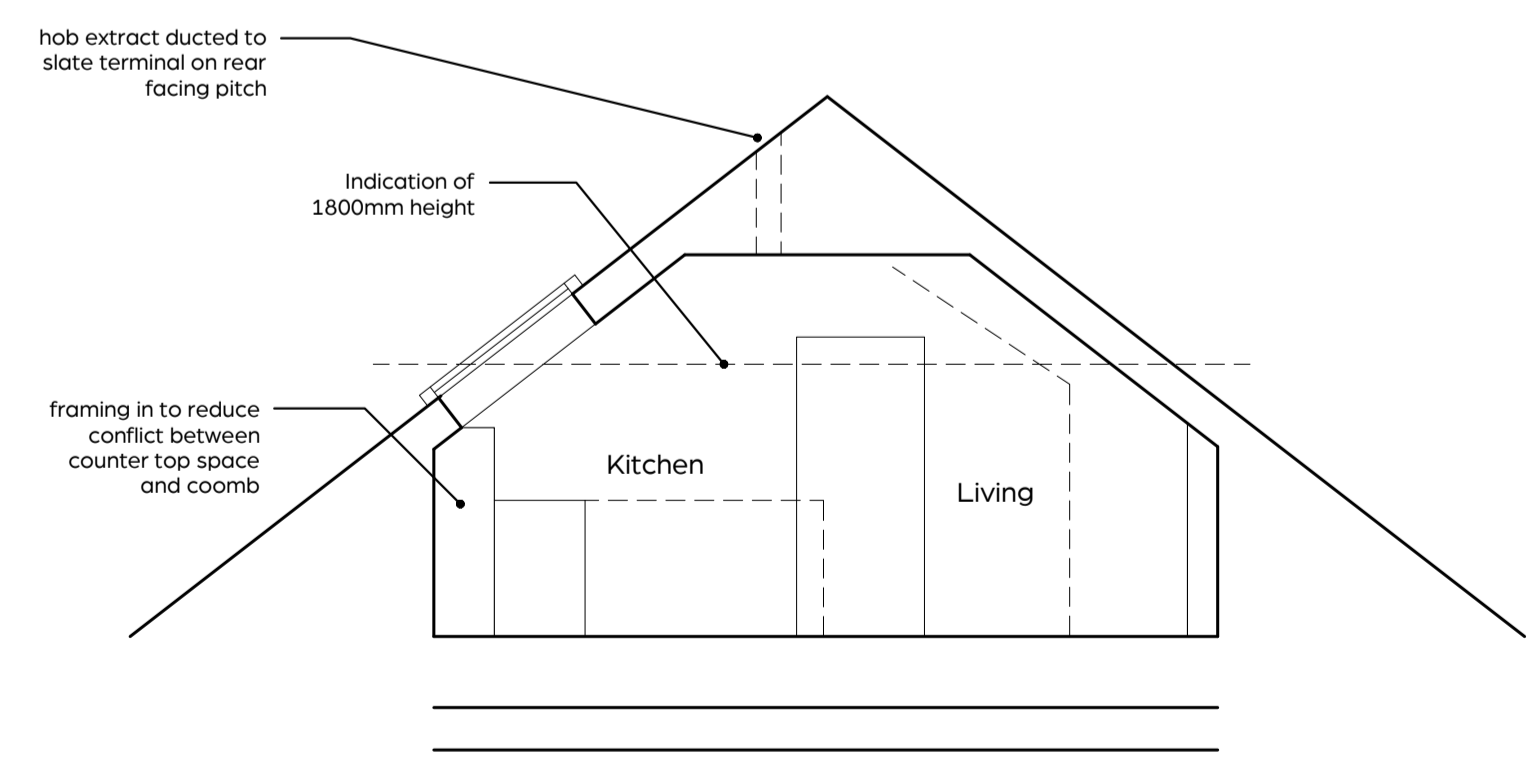 hob extract ducted to
slate terminal on rear
facing pitch
Indication of
1800mm height
framing in to reduce
conflict between
counter top space
and coomb
Kitchen
Living